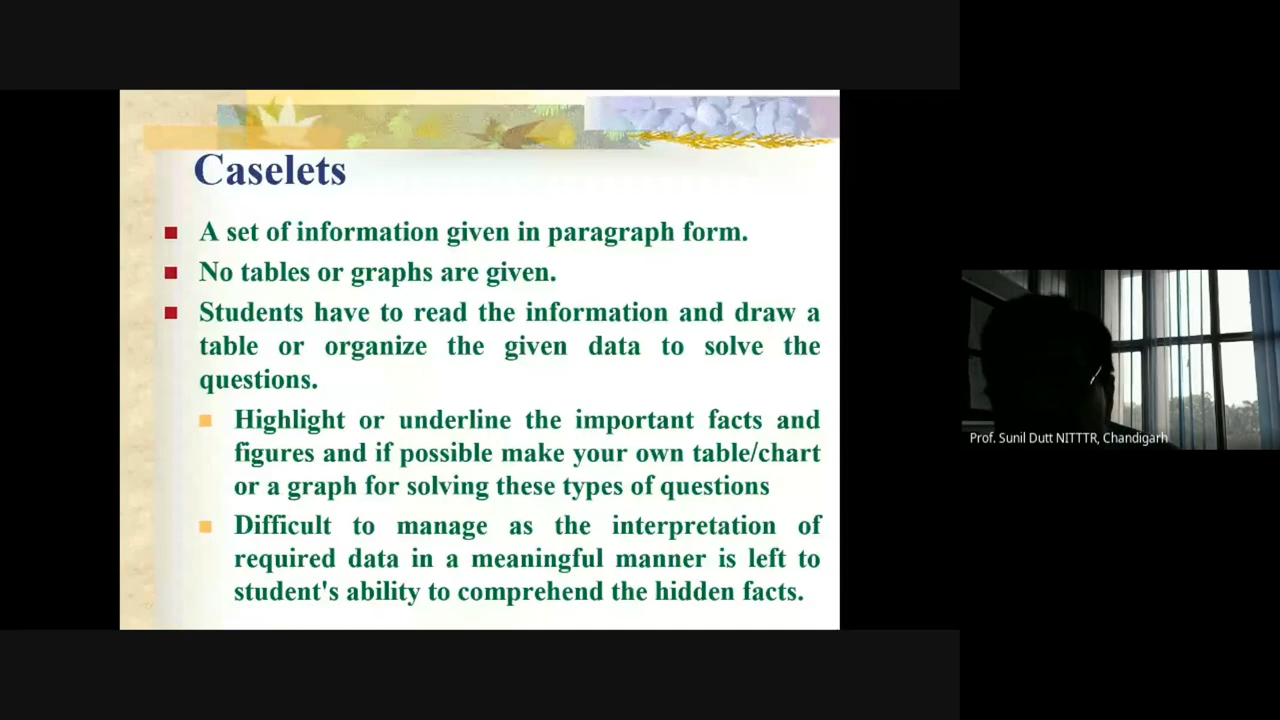 Caselets
A set of information given in paragraph form.
No tables or graphs are given.
Students have to read the information and draw a
table or organize the given data to solve the
questions.
Highlight or underline the important facts and
figures and if possible make your own table/chart
or a graph for solving these types of questions
Difficult to manage as the interpretation of
required data in a meaningful manner is left to
student's ability to comprehend the hidden facts.
Prof. Sunil Dutt NITTTR, Chandigarh